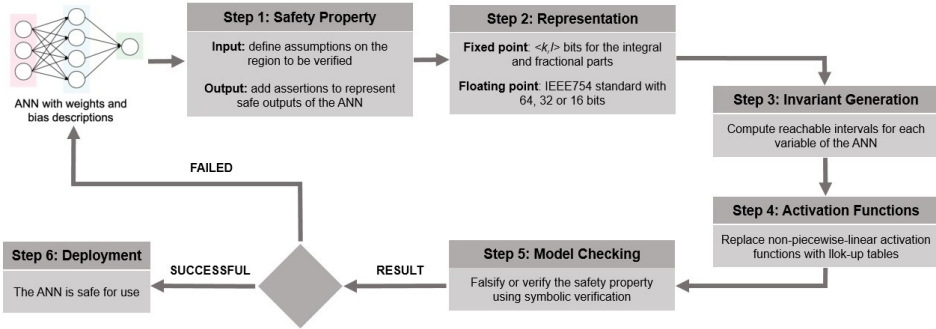 ANN with weights and
bias descriptions
Step 1: Safety Property
Input: define assumptions on the
region to be verified
Output: add assertions to represent
safe outputs of the ANN
Step 2: Representation
Fixed point: <k,l> bits for the integral
and fractional parts
Floating point: IEEE754 standard with
64, 32 or 16 bits
Step 3: Invariant Generation
Compute reachable intervals for each
variable of the ANN
Step 4: Activation Functions
Replace non-piecewise-linear activation
functions with llok-up tables
Step 5: Model Checking
Falsify or verify the safety property
using symbolic verification
RESULT
FAILED
SUCCESSFUL
Step 6: Deployment
The ANN is safe for use